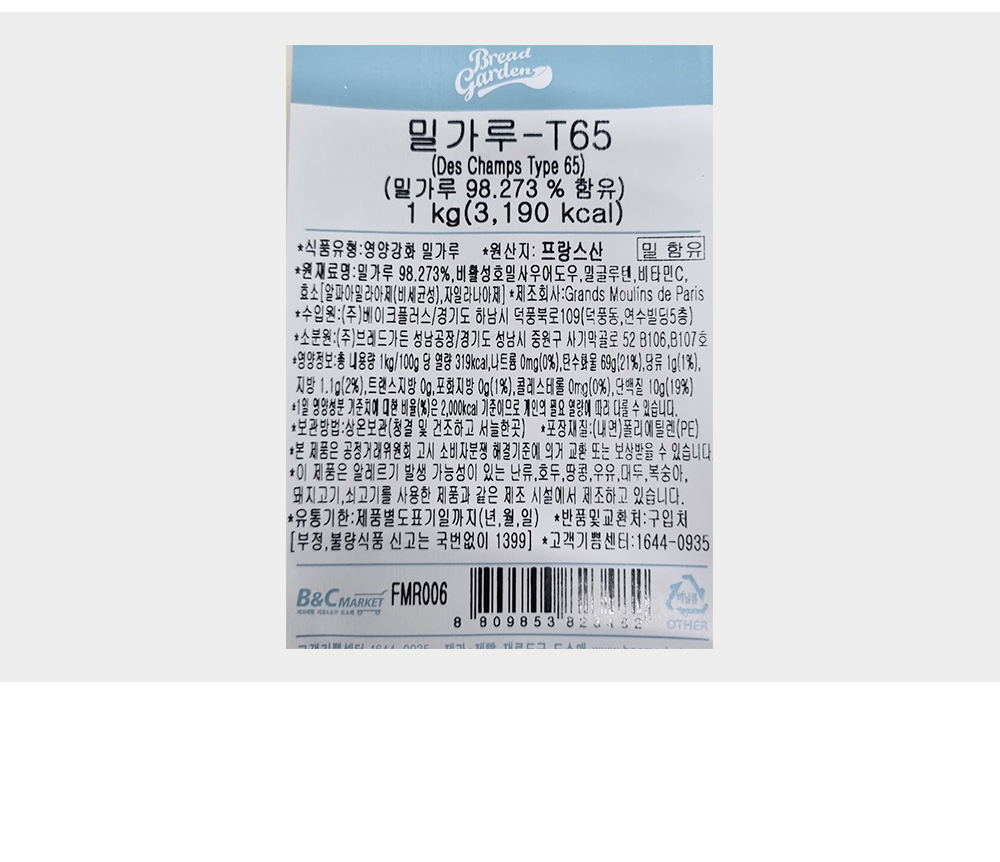 Bread
Garden
밀가루-T65
(Des Champs Type 65)
(밀가루 98.273 % 함유)
1 kg(3,190 kcal)
*식품유형:영양강화 밀가루 *원산지: 프랑스산 밀 함유
*원재료명:밀가루 98.273%,비활성호밀사우어도우,밀글루텐,비타민C,
효소[알파아밀라아제(비세균성),자일라나아제] *제조회사:Grands Moulins de Paris
*수입원:(주)베이크플러스/경기도 하남시 덕풍북로109(덕풍동,연수빌딩5층)
*소분원:(주)브레드가든 성남공장/경기도 성남시 중원구 사기막골로 52 B106,B107호
*영양정보:총 내용량 1kg/100g 당 열량 319kcal,나트륨 0mg(0%),탄수화물 69g(21%),당류 1g(1%),
지방 1.1g(2%),트랜스지방 0g,포화지방 0g(1%),콜레스테롤 0mg(0%),단백질 10g(19%)
*1일 영양성분 기준치에 대한 비율(%)은 2,000kcal 기준이므로 개인의 필요 열량에 따라 다를 수 있습니다.
*보관방법:상온보관(청결 및 건조하고 서늘한곳) *포장재질:(내면)폴리에틸렌(PE)
*본 제품은 공정거래위원회 고시 소비자분쟁 해결기준에 의거 교환 또는 보상받을 수 있습니다
*이 제품은 알레르기 발생 가능성이 있는 난류,호두,땅콩,우유,대두,복숭아,
돼지고기,쇠고기를 사용한 제품과 같은 제조 시설에서 제조하고 있습니다.
*유통기한:제품별도표기일까지(년,월,일) *반품및교환처:구입처
[부정,불량식품 신고는 국번없이 1399] *고객기쁨센터:1644-0935
B&C MARKET FMR006
8 809853
비닐류
OTHER